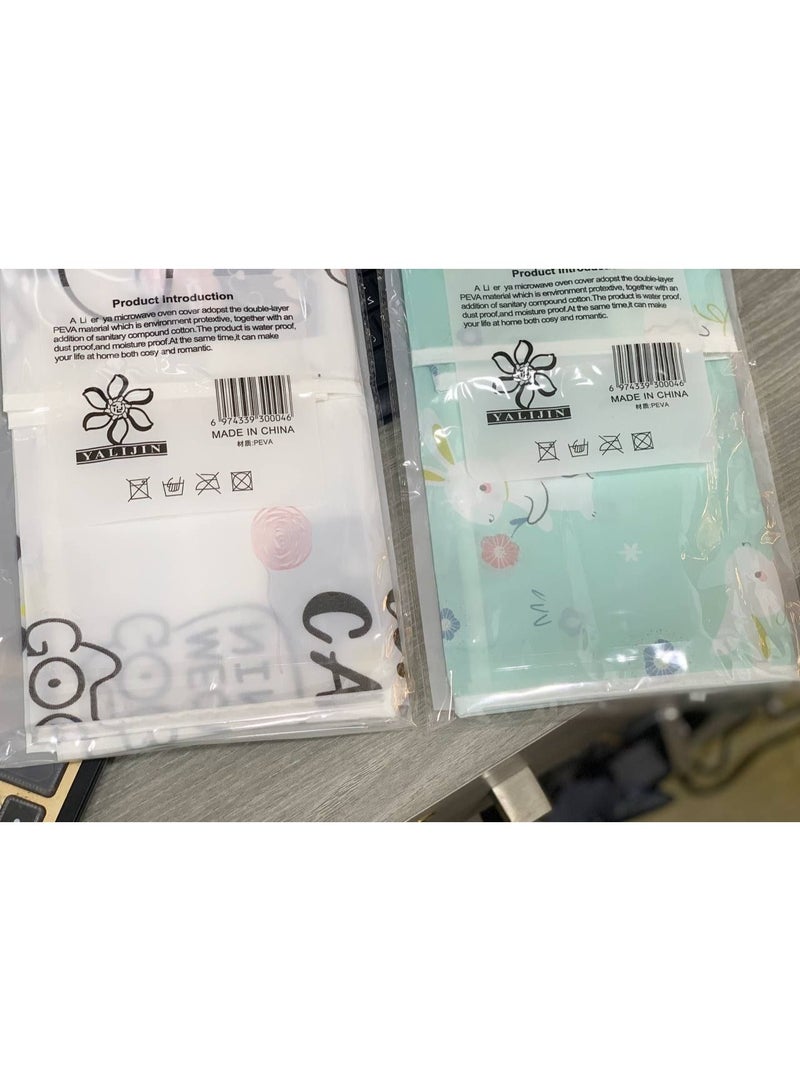 Product Introduction
A Li er ya microwave oven cover adopst the double-layer
PEVA material which is environment protextive, together with an
addition of sanitary compound cotton.The product is water proof,
dust proof,and moisture proof.At the same time,it can make
your life at home both cosy and romantic.
YALIJIN
6 974339 300046
MADE IN CHINA
材质:PEVA
GO
CA
Product Introdu
A Li er ya microwave oven cover adopst the double-layer
PEVA material which is environment protextive, together with an
addition of sanitary compound cotton.The product is water proof,
dust proof,and moisture proof.At the same time,it can make
your life at home both cosy and romantic.
YALIJIN
6 974339 300046
MADE IN CHINA
材质:PEVA